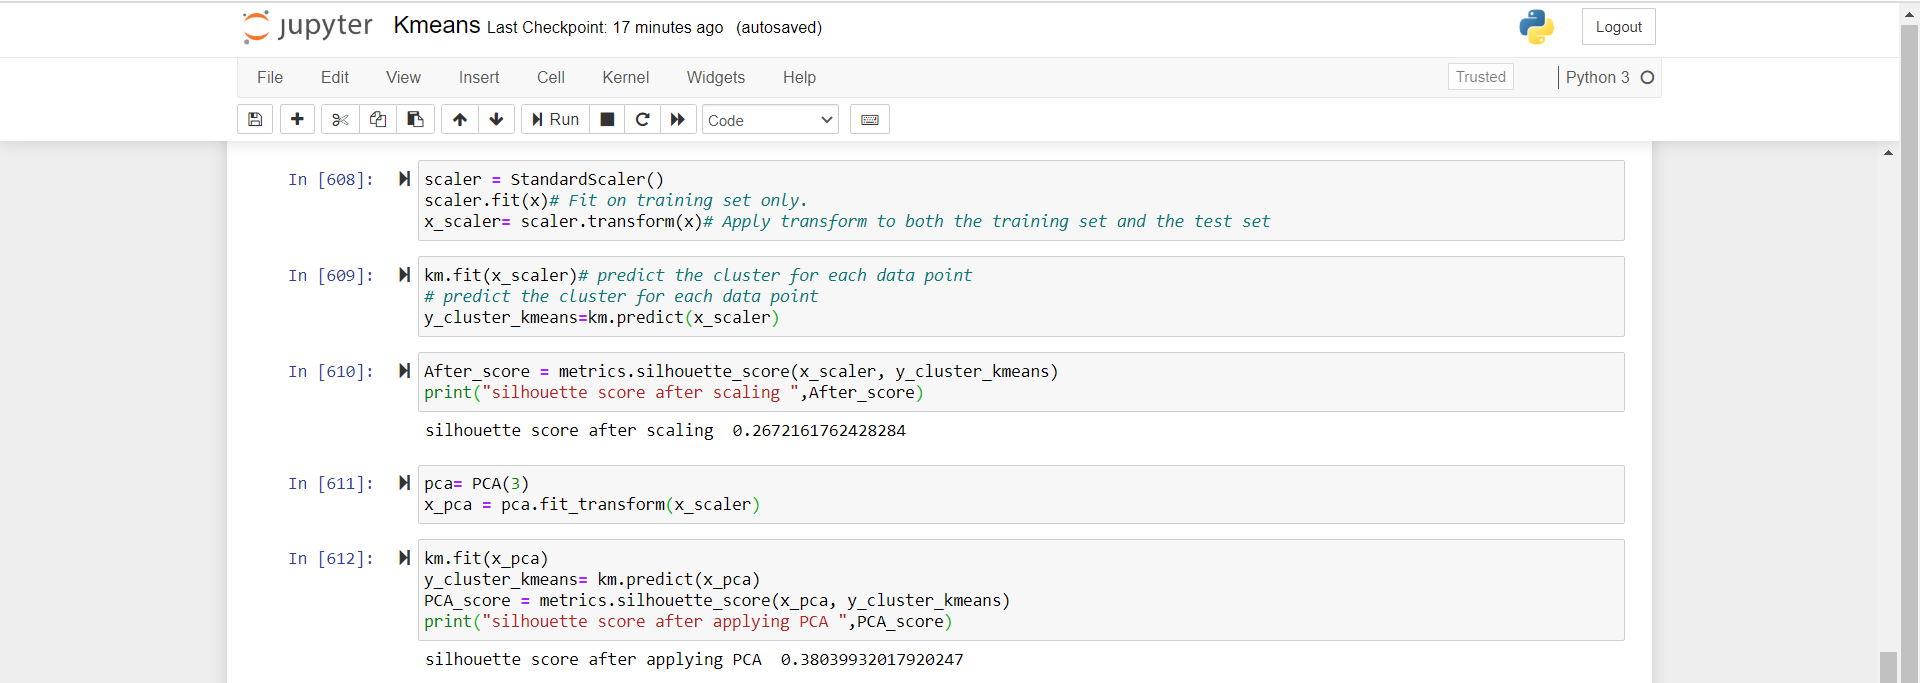 jupyter Kmeans Last Checkpoint: 17 minutes ago (autosaved)
Logout
File Edit View Insert Cell Kernel Widgets Help
Trusted
Python 3
Run
Code
In [608]:
scaler = StandardScaler()
scaler.fit(x)# Fit on training set only.
x_scaler= scaler.transform(x)# Apply transform to both the training set and the test set
In [609]:
km.fit(x_scaler)# predict the cluster for each data point
# predict the cluster for each data point
y_cluster_kmeans=km.predict(x_scaler)
In [610]:
After_score = metrics.silhouette_score(x_scaler, y_cluster_kmeans)
print("silhouette score after scaling ",After_score)
silhouette score after scaling  0.2672161762428284
In [611]:
pca= PCA(3)
x_pca = pca.fit_transform(x_scaler)
In [612]:
km.fit(x_pca)
y_cluster_kmeans= km.predict(x_pca)
PCA_score = metrics.silhouette_score(x_pca, y_cluster_kmeans)
print("silhouette score after applying PCA ",PCA_score)
silhouette score after applying PCA  0.38039932017920247